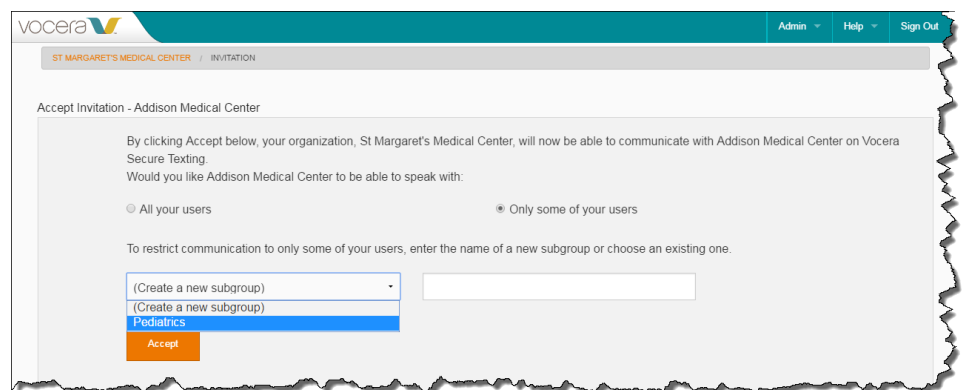 vocera
Admin Help Sign Out
ST MARGARET'S MEDICAL CENTER / INVITATION
Accept Invitation - Addison Medical Center
By clicking Accept below, your organization, St Margaret's Medical Center, will now be able to communicate with Addison Medical Center on Vocera
Secure Texting.
Would you like Addison Medical Center to be able to speak with:
All your users Only some of your users
To restrict communication to only some of your users, enter the name of a new subgroup or choose an existing one.
(Create a new subgroup)
(Create a new subgroup)
Pediatrics
Accept